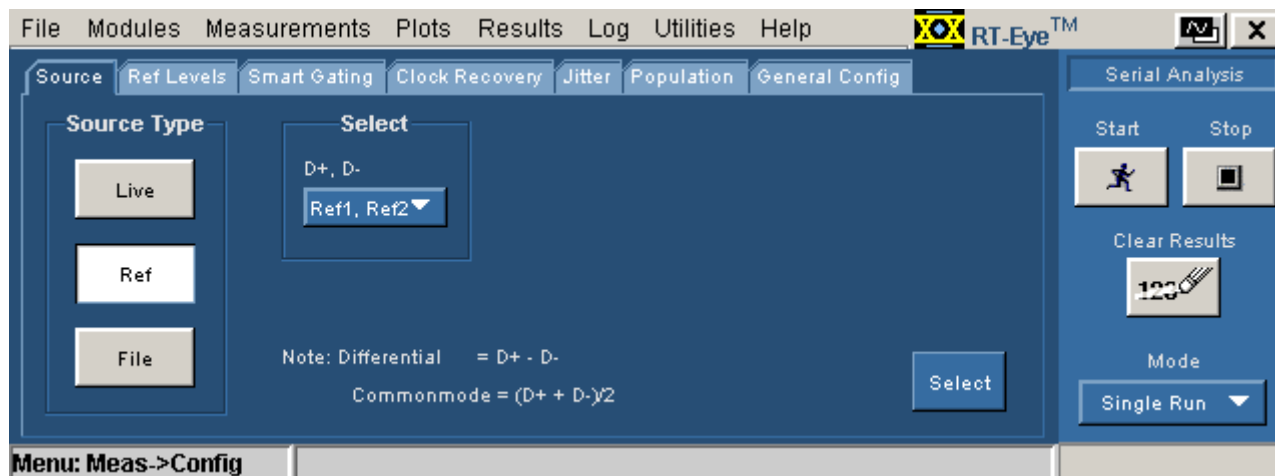 File Modules Measurements Plots Results Log Utilities Help RT-Eye™
Source Ref Levels Smart Gating Clock Recovery Jitter Population General Config
Serial Analysis
Source Type
Live
Ref
File
Select
D+, D-
Ref1, Ref2
Note: Differential = D+ - D-
Commonmode = (D+ + D-)/2
Select
Start Stop
Clear Results
123
Mode
Single Run
Menu: Meas->Config